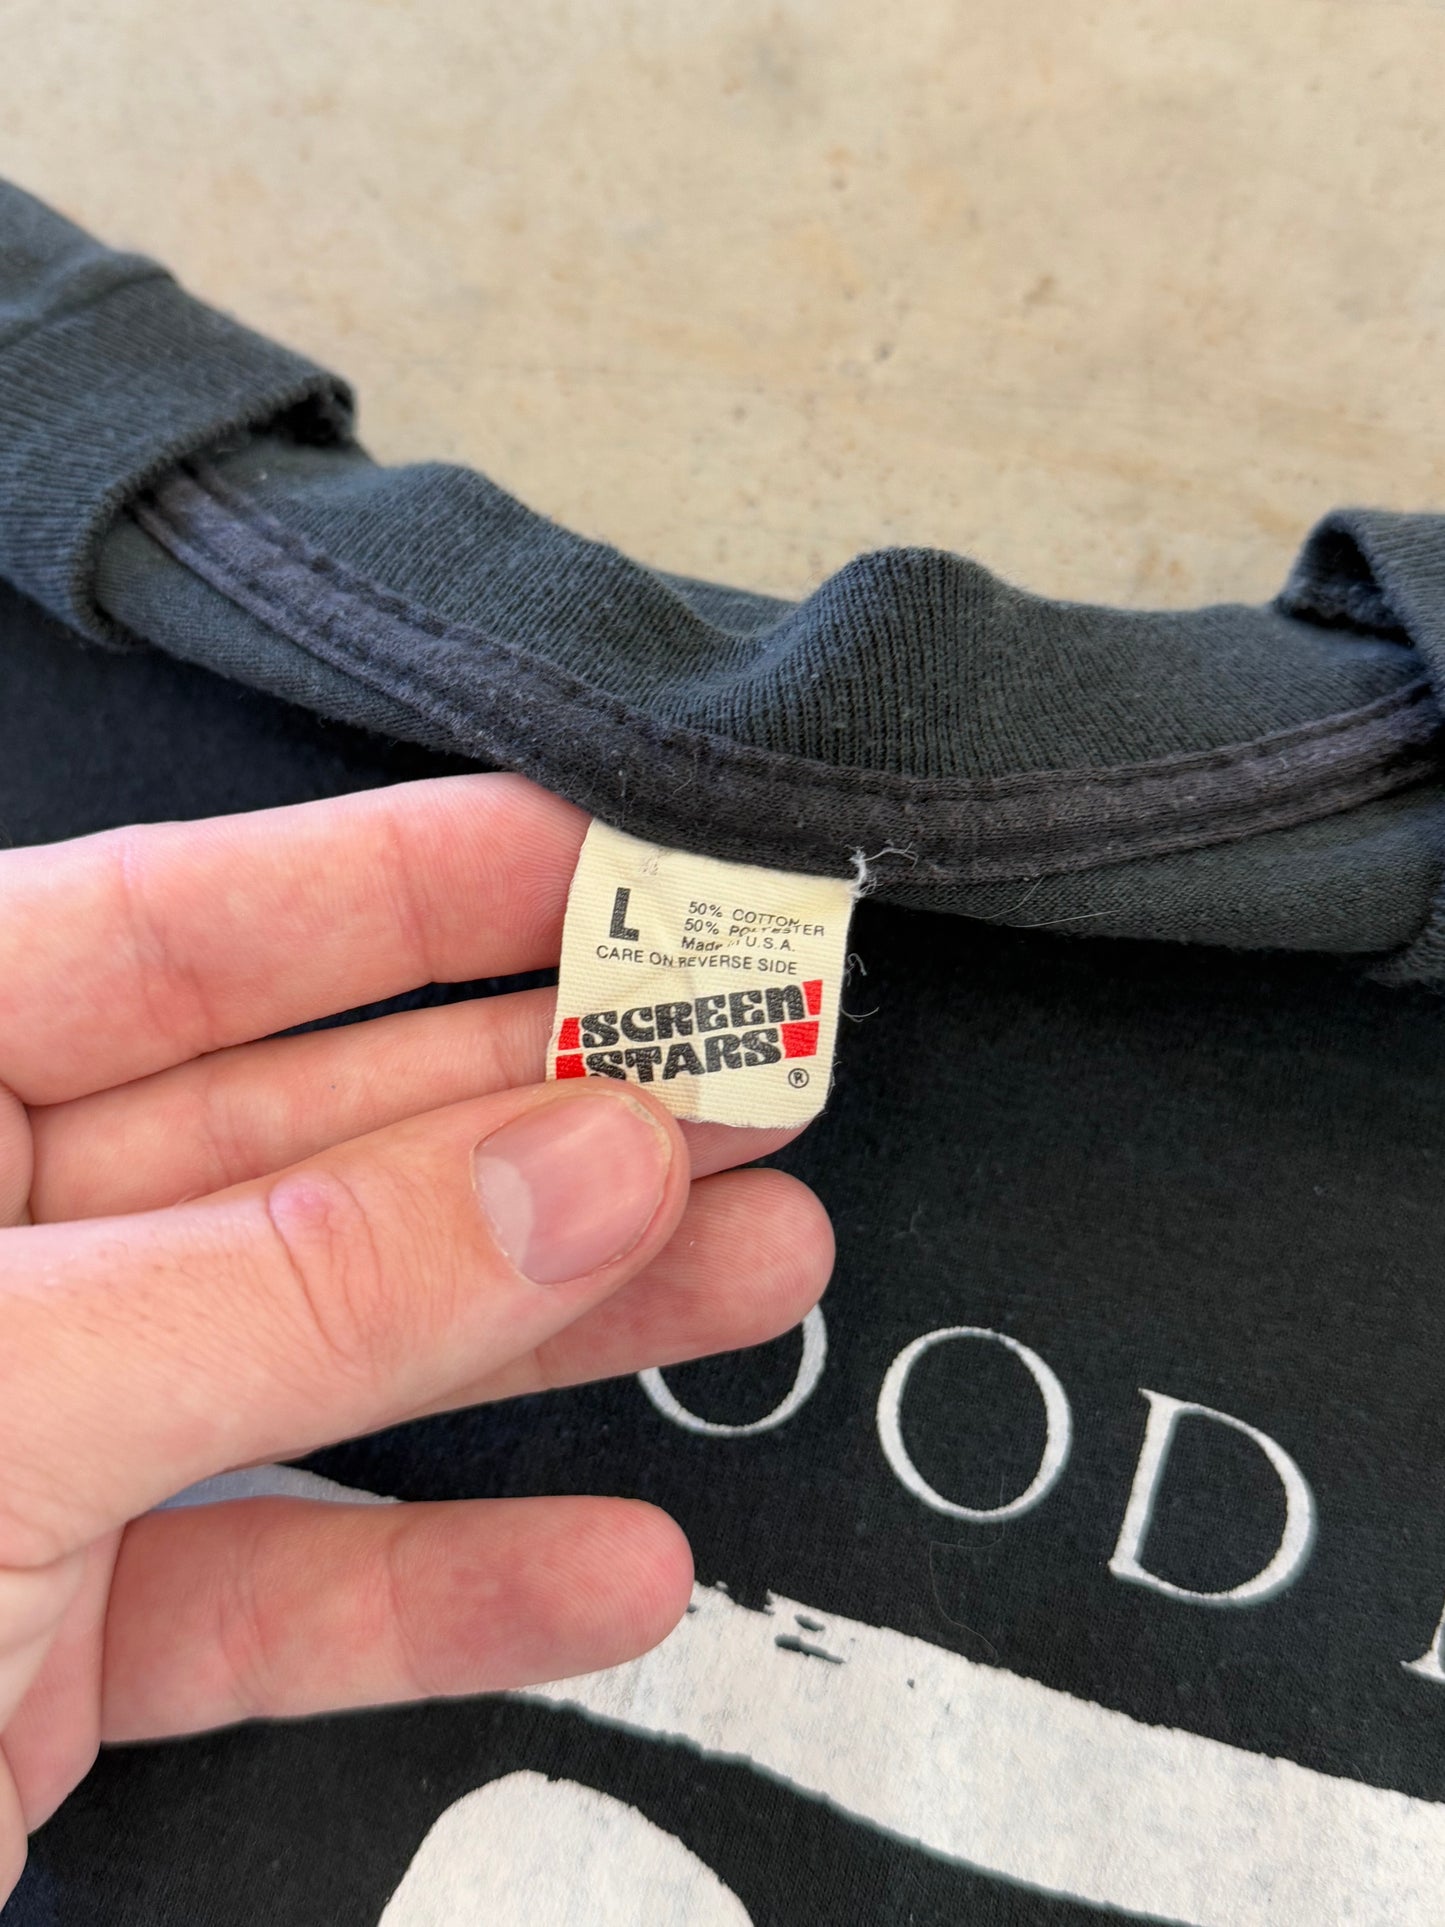 L
50% COTTON
50% POLYESTER
Made in U.S.A.
CARE ON REVERSE SIDE
SCREEN
STARS
®
OOD